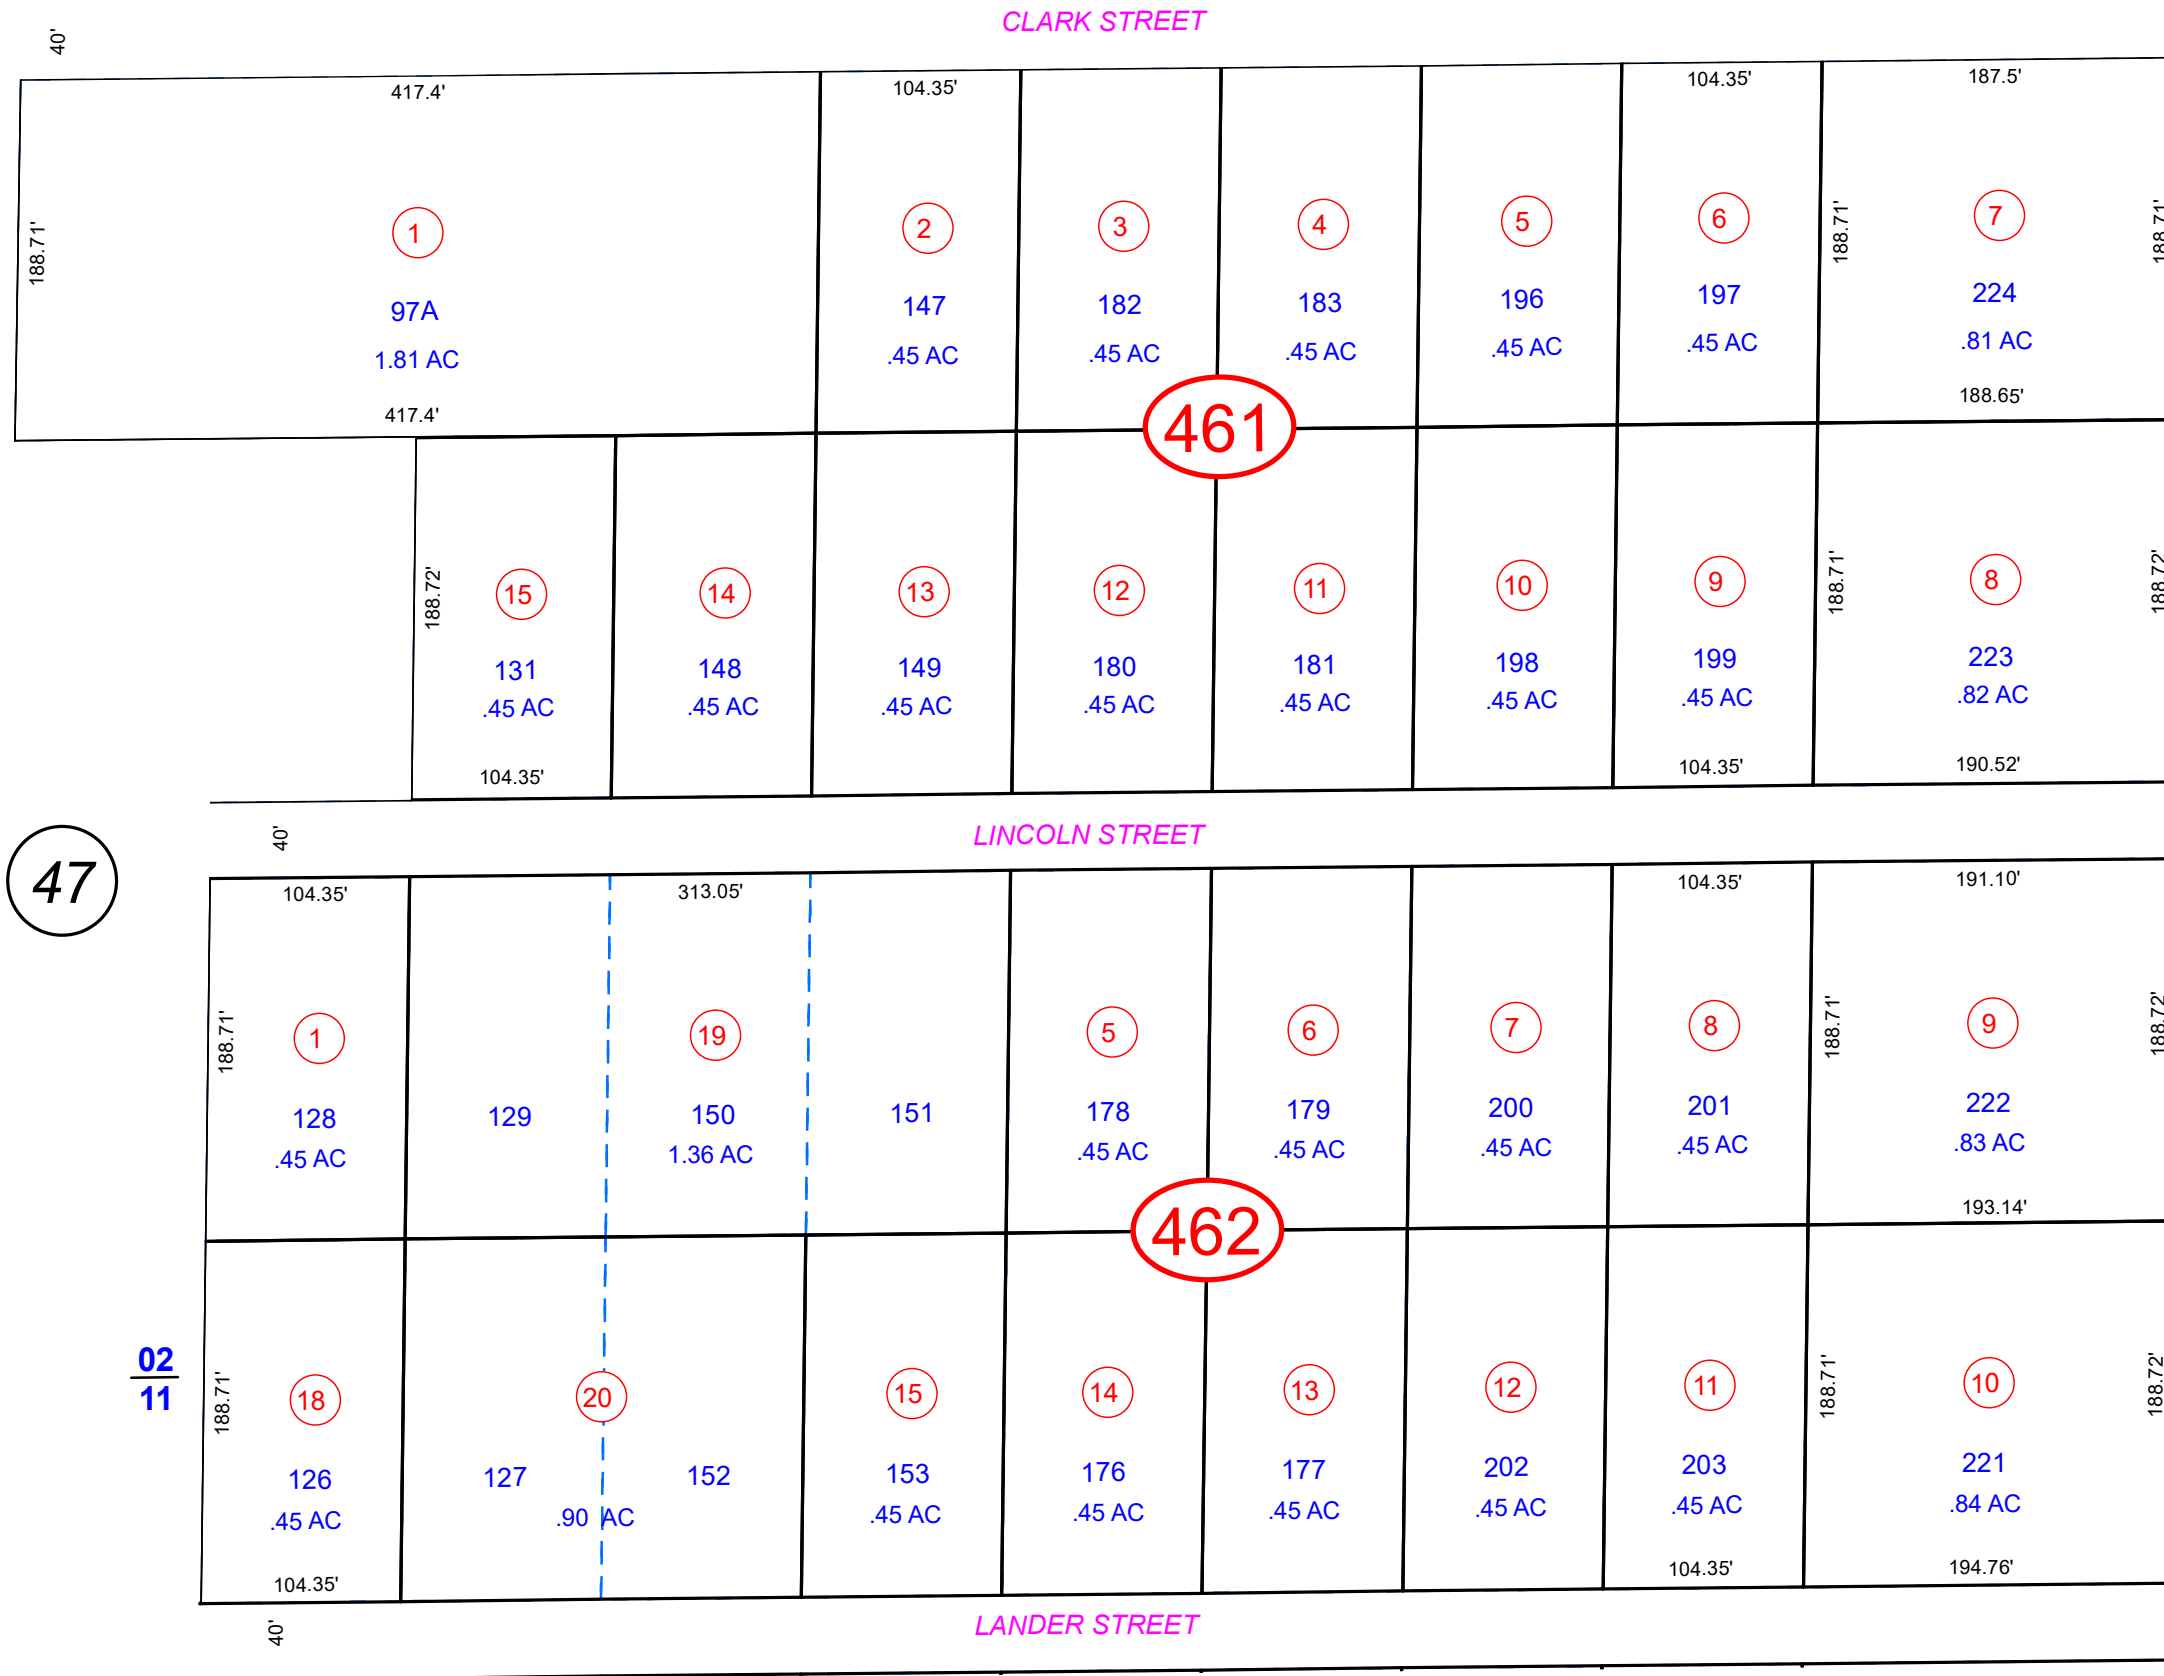 CLARK STREET
40'
417.4'
104.35'
104.35'
187.5'
188.71'
1
2
3
4
5
6
188.71'
7
188.71'
97A
147
182
183
196
197
224
1.81 AC
.45 AC
.45 AC
.45 AC
.45 AC
.45 AC
.81 AC
417.4'
188.65'
461
188.72'
15
14
13
12
11
10
9
188.71'
8
188.72'
131
148
149
180
181
198
199
223
.45 AC
.45 AC
.45 AC
.45 AC
.45 AC
.45 AC
.45 AC
.82 AC
104.35'
104.35'
190.52'
40'
LINCOLN STREET
47
104.35'
313.05'
104.35'
191.10'
188.71'
1
19
5
6
7
8
188.71'
9
188.72'
128
129
150
151
178
179
200
201
222
.45 AC
1.36 AC
.45 AC
.45 AC
.45 AC
.45 AC
.83 AC
193.14'
462
02
11
188.71'
18
20
15
14
13
12
11
188.71'
10
188.72'
126
127
152
153
176
177
202
203
221
.45 AC
.90 AC
.45 AC
.45 AC
.45 AC
.45 AC
.45 AC
.84 AC
104.35'
104.35'
194.76'
40'
LANDER STREET